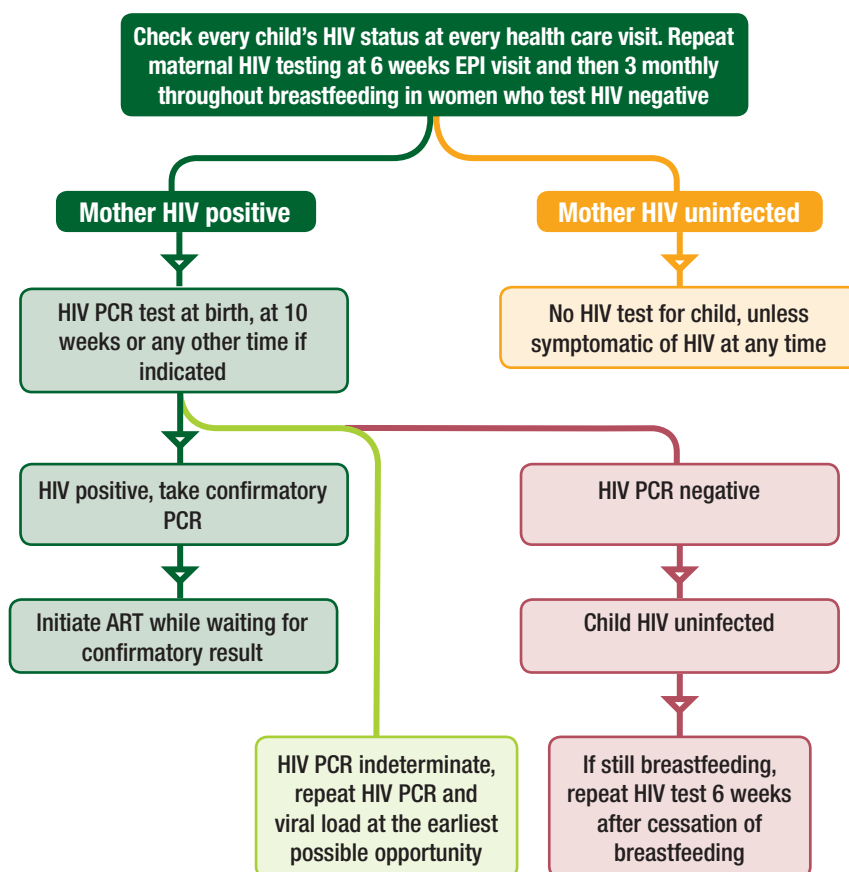 Check every child’s HIV status at every health care visit. Repeat
maternal HIV testing at 6 weeks EPI visit and then 3 monthly
throughout breastfeeding in women who test HIV negative
Mother HIV positive
Mother HIV uninfected
HIV PCR test at birth, at 10
weeks or any other time if
indicated
No HIV test for child, unless
symptomatic of HIV at any time
HIV positive, take confirmatory
PCR
HIV PCR negative
Initiate ART while waiting for
confirmatory result
Child HIV uninfected
HIV PCR indeterminate,
repeat HIV PCR and
viral load at the earliest
possible opportunity
If still breastfeeding,
repeat HIV test 6 weeks
after cessation of
breastfeeding